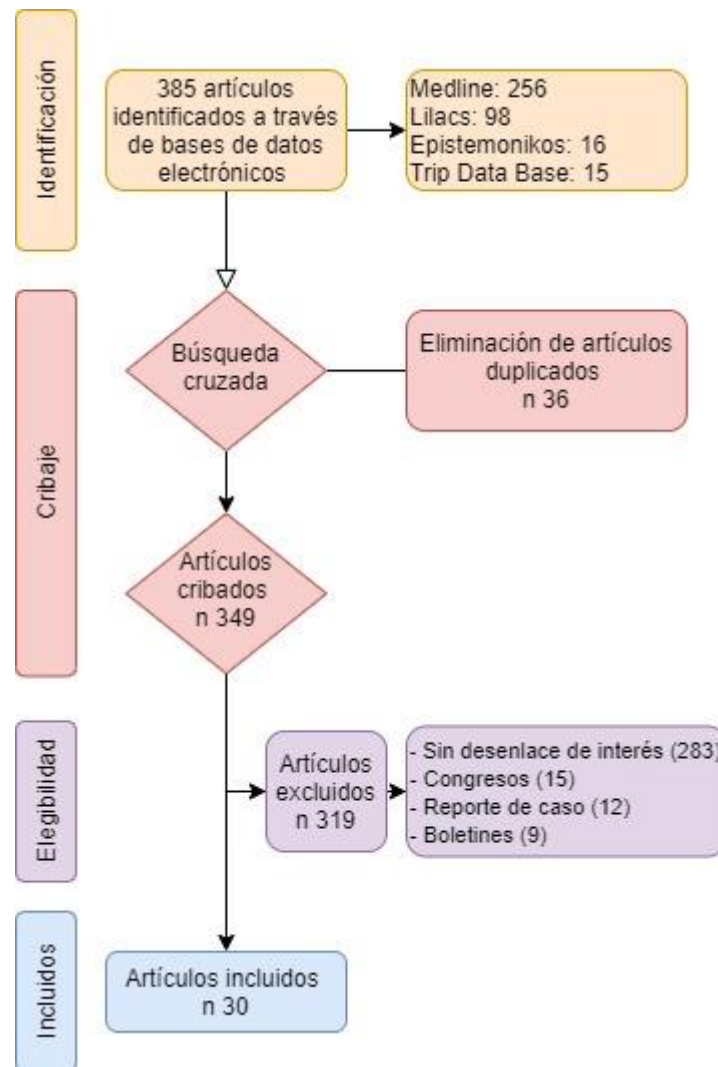 Identificación
385 artículos
identificados a través
de bases de datos
electrónicos
Medline: 256
Lilacs: 98
Epistemonikos: 16
Trip Data Base: 15
Cribaje
Búsqueda
cruzada
Eliminación de artículos
duplicados
n 36
Artículos
cribados
n 349
Elegibilidad
Artículos
excluidos
n 319
- Sin desenlace de interés (283)
- Congresos (15)
- Reporte de caso (12)
- Boletines (9)
Incluidos
Artículos incluidos
n 30